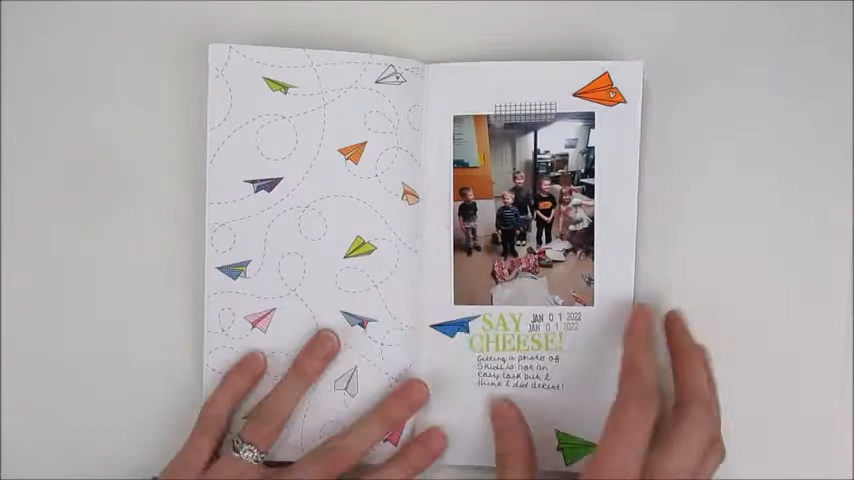 SAY
JAN 0 1 2022
JAN 0 1 2022
CHEESE!
Getting a photo of
5 kids is not an
easy task but I
think I did decent!